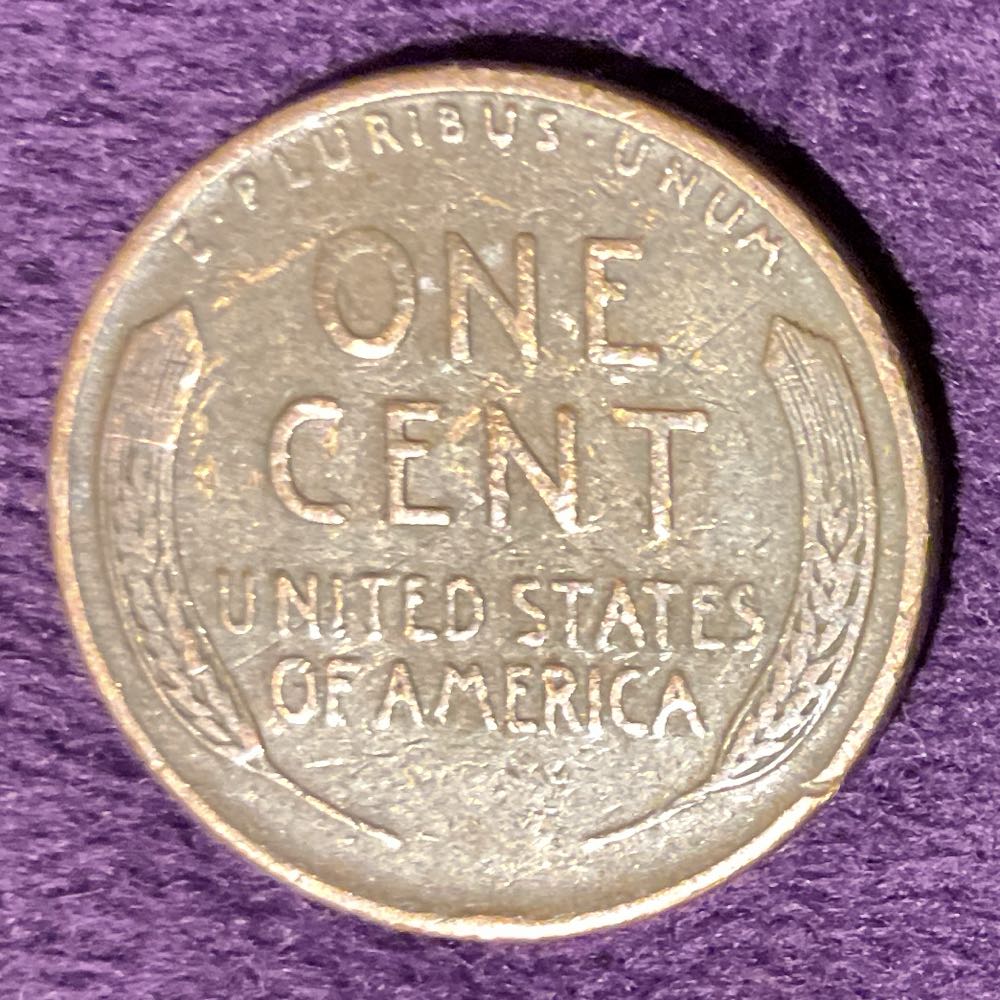 E·PLURIBUS·UNUM
ONE
CENT
UNITED STATES
OF AMERICA